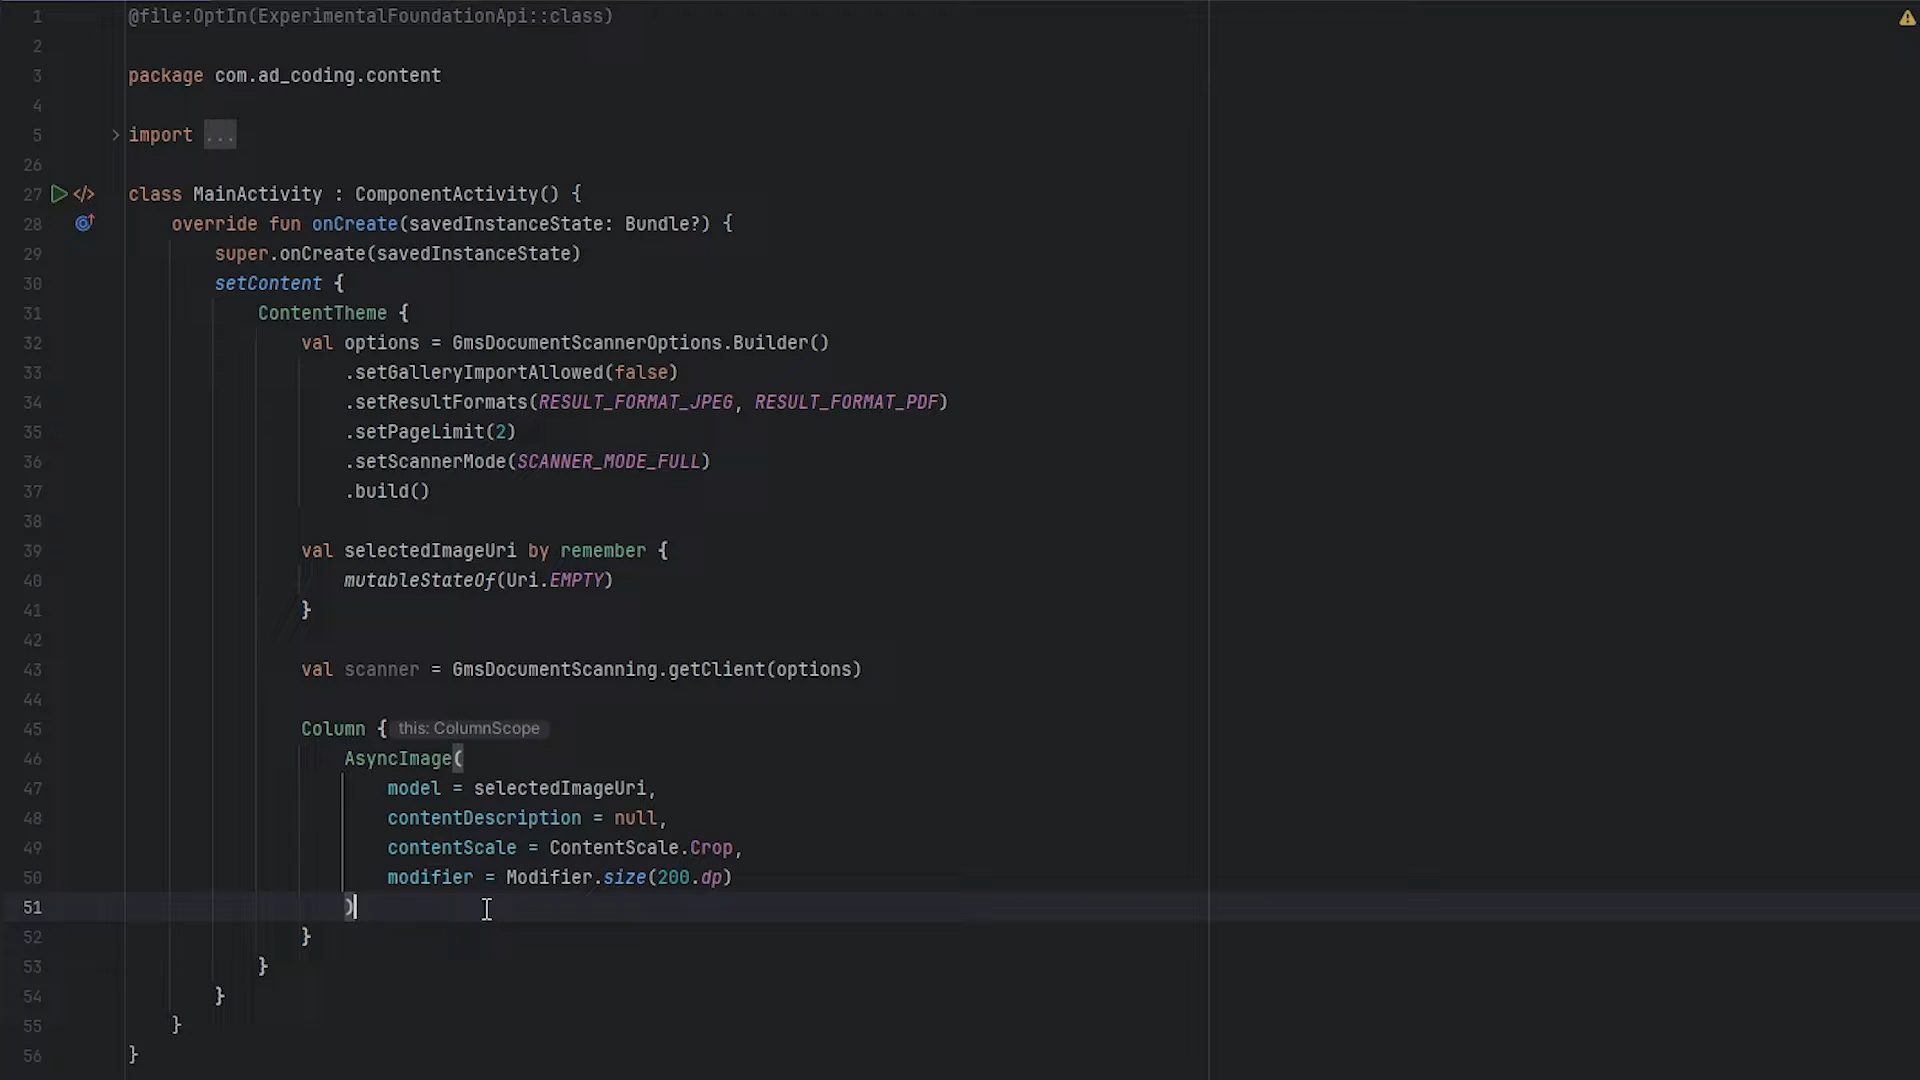 1 @file:OptIn(ExperimentalFoundationApi::class)
2
3 package com.ad_coding.content
4
5 import ...
26
27 class MainActivity : ComponentActivity() {
28 override fun onCreate(savedInstanceState: Bundle?) {
29 super.onCreate(savedInstanceState)
30 setContent {
31 ContentTheme {
32 val options = GmsDocumentScannerOptions.Builder()
33 .setGalleryImportAllowed(false)
34 .setResultFormats(RESULT_FORMAT_JPEG, RESULT_FORMAT_PDF)
35 .setPageLimit(2)
36 .setScannerMode(SCANNER_MODE_FULL)
37 .build()
38
39 val selectedImageUri by remember {
40 mutableStateOf(Uri.EMPTY)
41 }
42
43 val scanner = GmsDocumentScanning.getClient(options)
44
45 Column { this: ColumnScope
46 AsyncImage(
47 model = selectedImageUri,
48 contentDescription = null,
49 contentScale = ContentScale.Crop,
50 modifier = Modifier.size(200.dp)
51 )
52 }
53 }
54 }
55 }
56 }